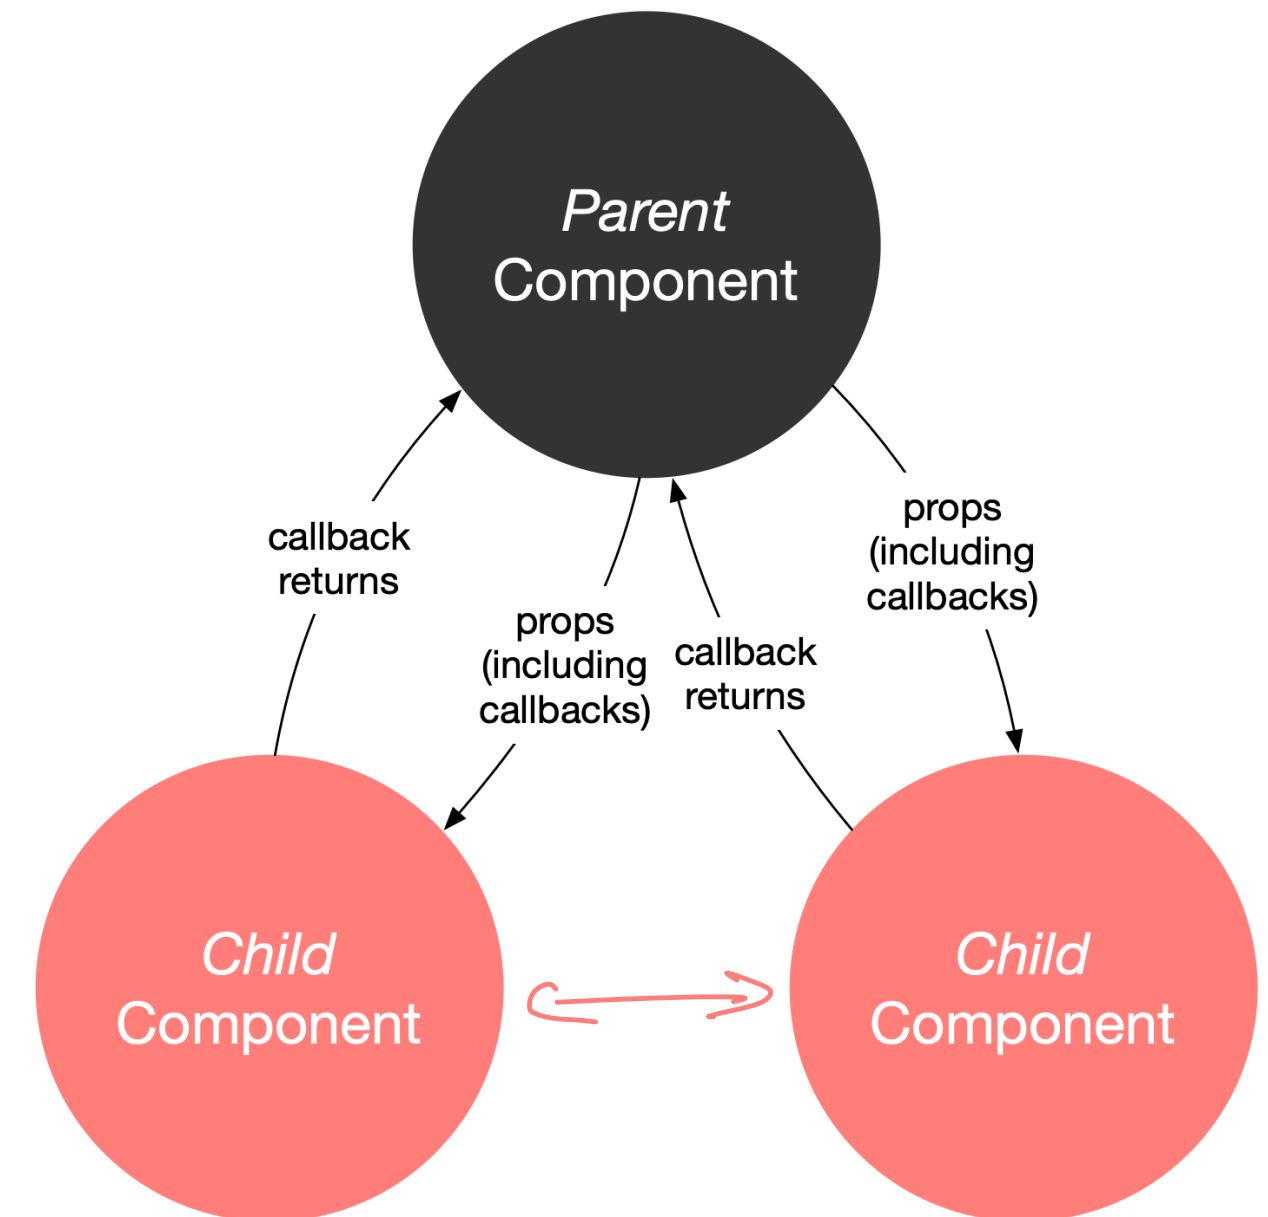 Parent
Component
callback
returns
props
(including
callbacks)
callback
returns
props
(including
callbacks)
Child
Component
Child
Component